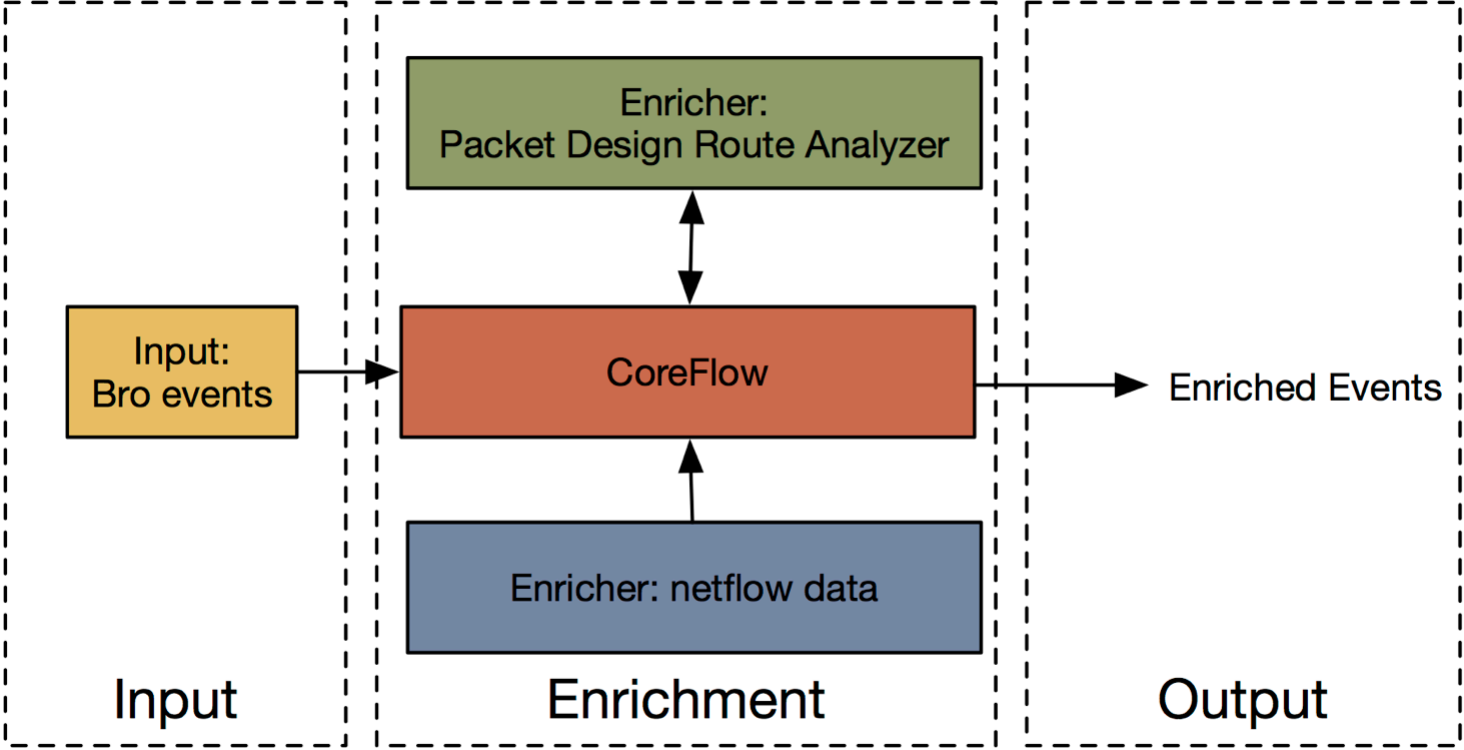 Enricher:
Packet Design Route Analyzer
Input:
Bro events
CoreFlow
Enriched Events
Enricher: netflow data
Input
Enrichment
Output